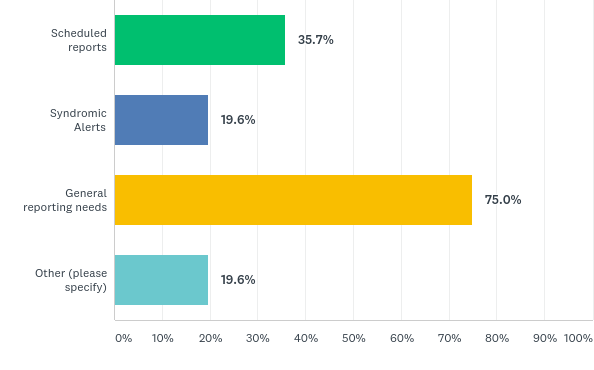 Scheduled
reports
35.7%
Syndromic
Alerts
19.6%
General
reporting needs
75.0%
Other (please
specify)
19.6%
0% 10% 20% 30% 40% 50% 60% 70% 80% 90% 100%